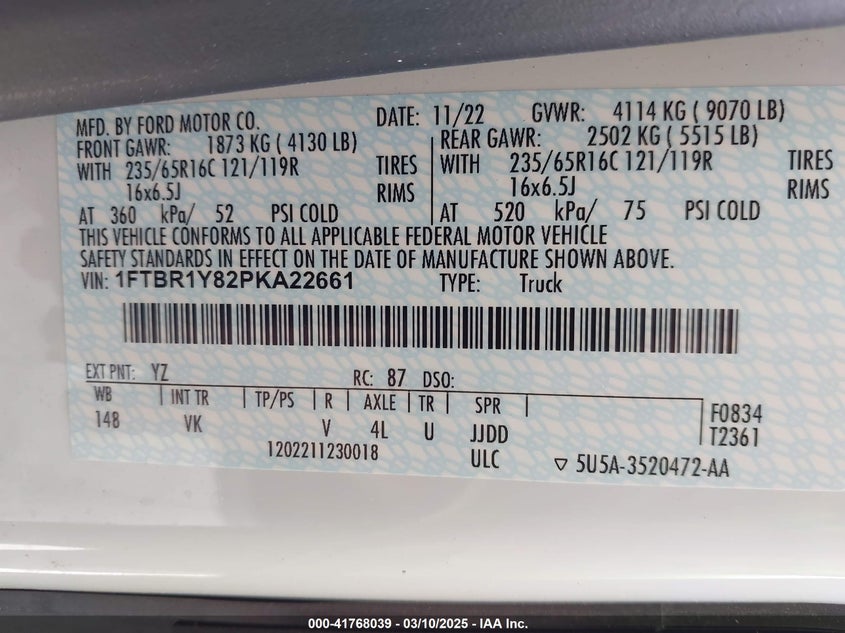 MFD. BY FORD MOTOR CO. DATE: 11/22 GVWR: 4114 KG ( 9070 LB)
FRONT GAWR: 1873 KG ( 4130 LB) REAR GAWR: 2502 KG ( 5515 LB)
WITH 235/65R16C 121/119R TIRES WITH 235/65R16C 121/119R TIRES
16x6.5J RIMS 16x6.5J RIMS
AT 360 kPa/ 52 PSI COLD AT 520 kPa/ 75 PSI COLD
THIS VEHICLE CONFORMS TO ALL APPLICABLE FEDERAL MOTOR VEHICLE
SAFETY STANDARDS IN EFFECT ON THE DATE OF MANUFACTURE SHOWN ABOVE.
VIN: 1FTBR1Y82PKA22661 TYPE: Truck
EXT PNT: YZ RC: 87 DSO:
WB INT TR TP/PS R AXLE TR SPR F0834
148 VK V 4L U JJDD T2361
1202211230018 ULC ▽ 5U5A-3520472-AA
000-41768039 - 03/10/2025 - IAA Inc.